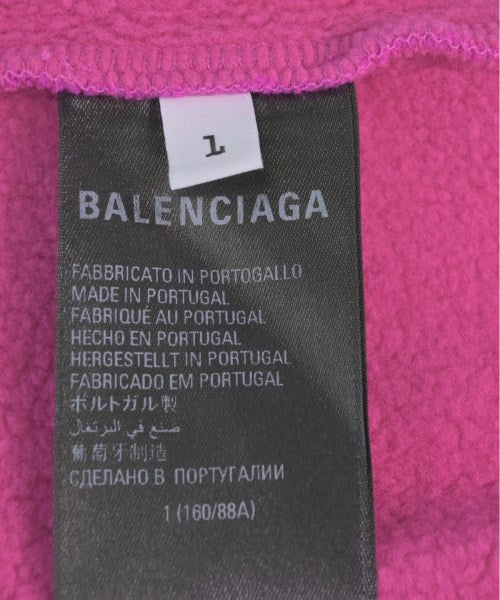 1
BALENCIAGA
FABBRICATO IN PORTOGALLO
MADE IN PORTUGAL
FABRIQUÉ AU PORTUGAL
HECHO EN PORTUGAL
HERGESTELLT IN PORTUGAL
FABRICADO EM PORTUGAL
ポルトガル製
صنع في البرتغال
葡萄牙制造
СДЕЛАНО В ПОРТУГАЛИИ
1 (160/88A)